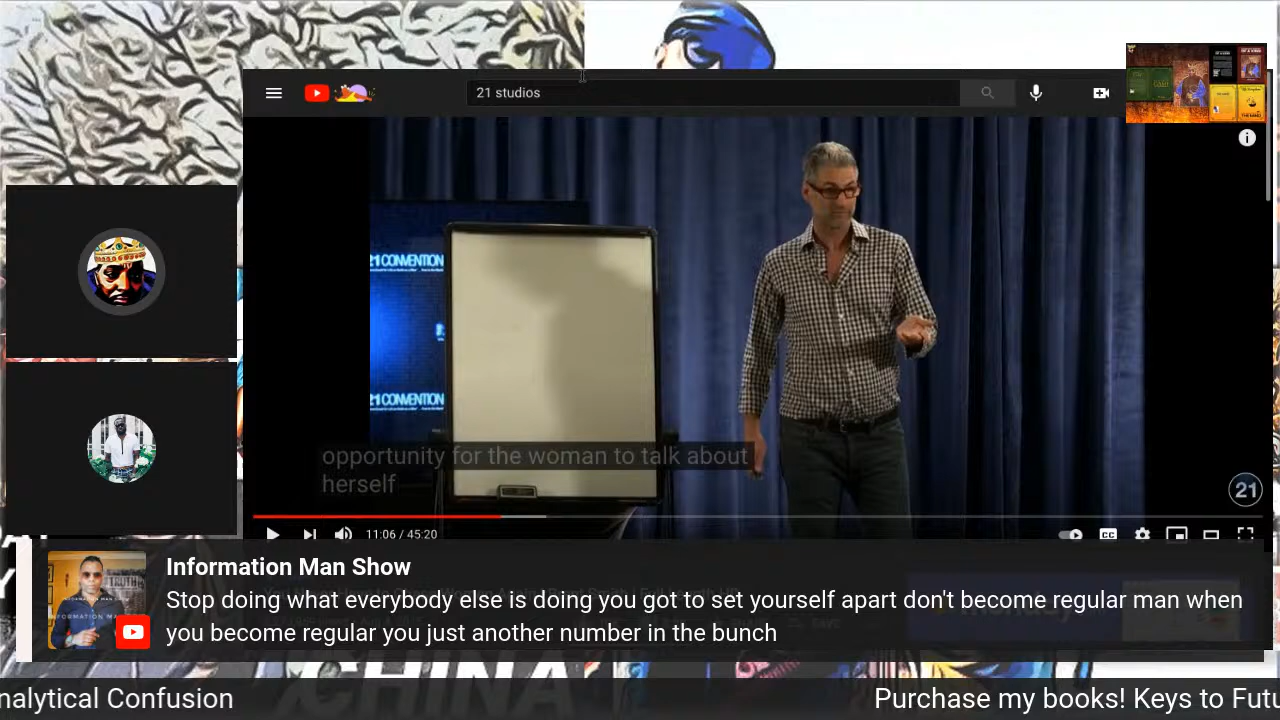 21 studios
21 CONVENTION
21 CONVENTION
opportunity for the woman to talk about
herself
21
11:06 / 45:20
CC
Information Man Show
Stop doing what everybody else is doing you got to set yourself apart don't become regular man when
you become regular you just another number in the bunch
CHINA
nalytical Confusion
Purchase my books! Keys to Futu